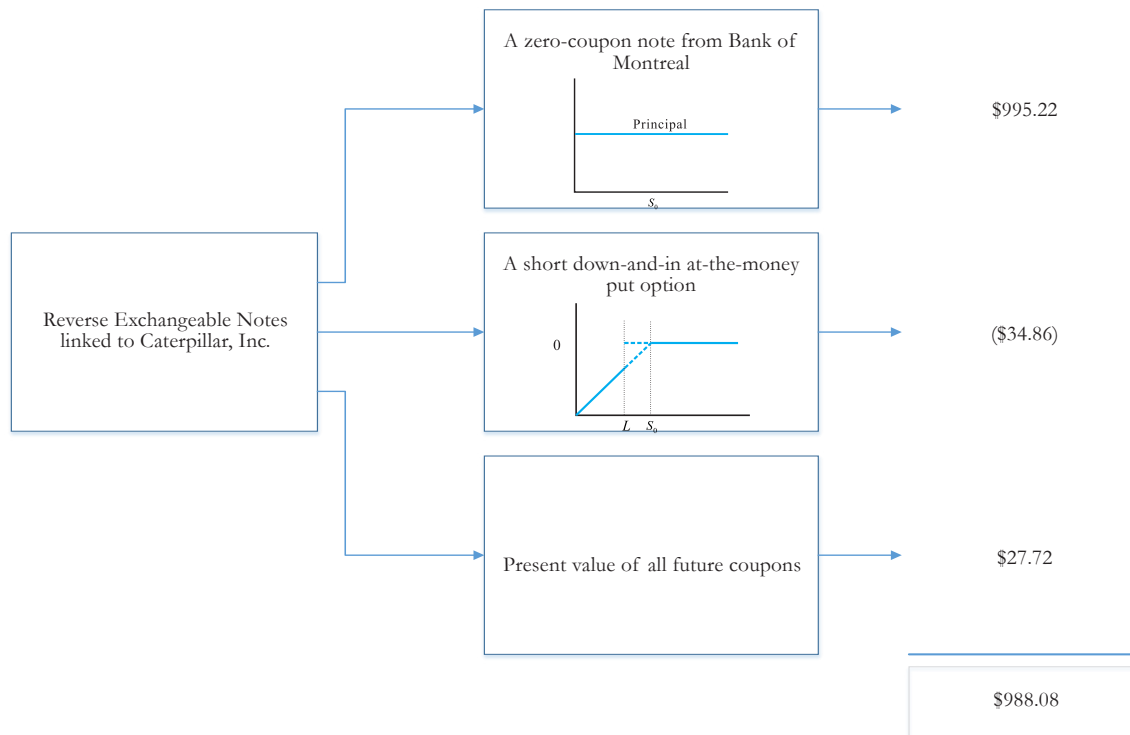 A zero-coupon note from Bank of
Montreal
Principal
S₀
$995.22
Reverse Exchangeable Notes
linked to Caterpillar, Inc.
A short down-and-in at-the-money
put option
0
L
S₀
($34.86)
Present value of all future coupons
$27.72
$988.08